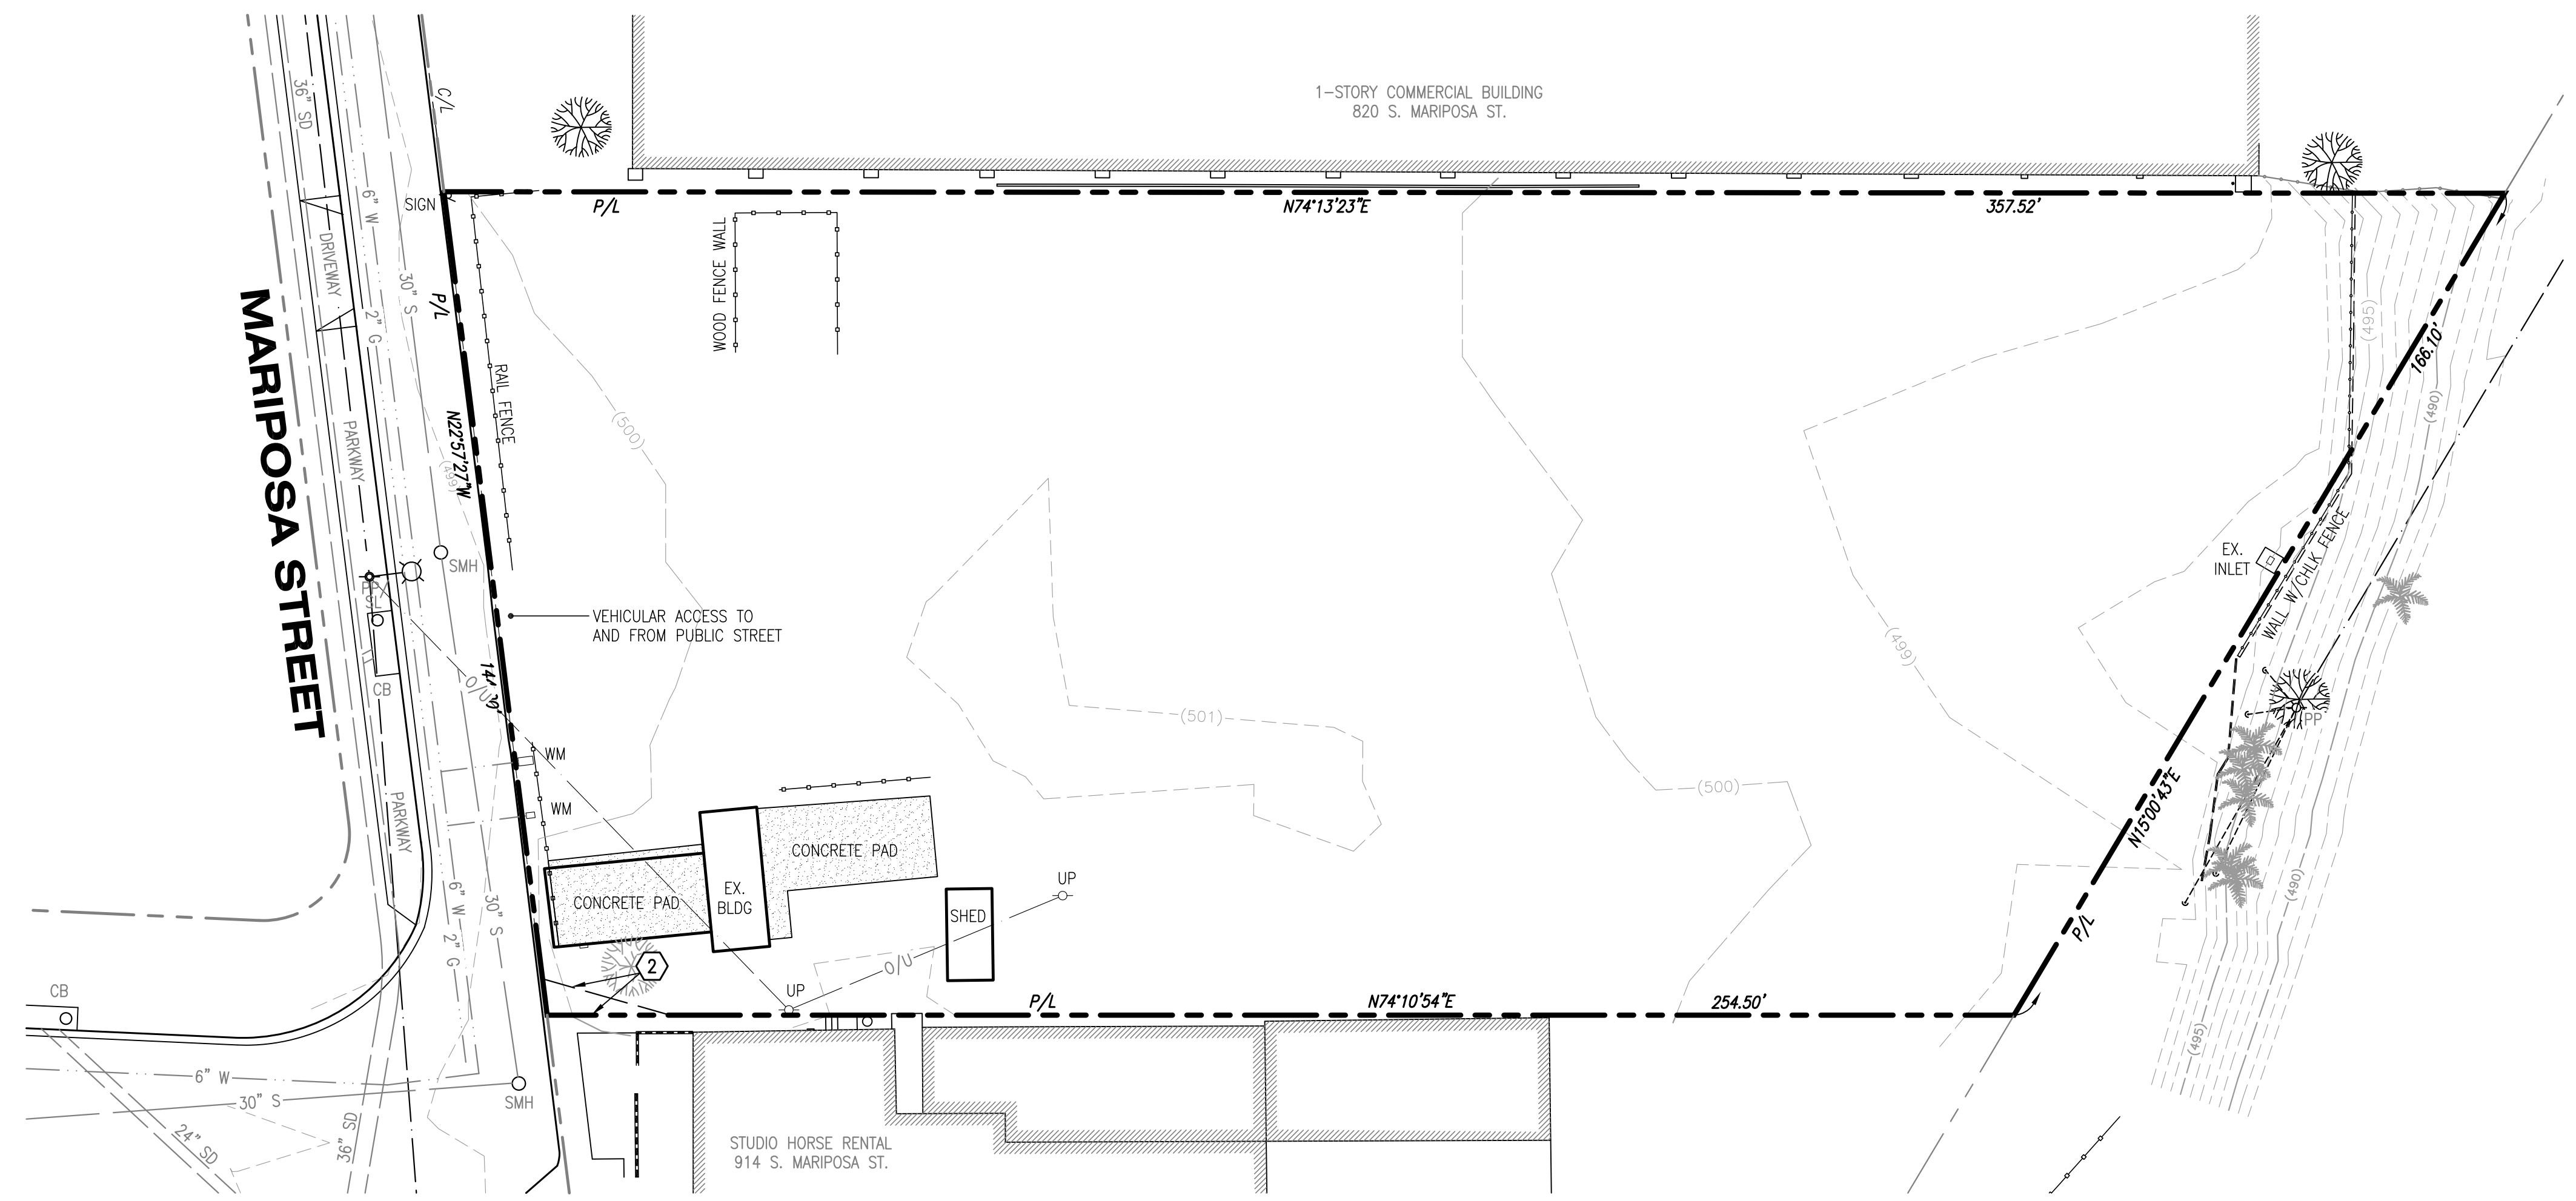 1-STORY COMMERCIAL BUILDING
820 S. MARIPOSA ST.
C/L
36" SD
SIGN
P/L
N74°13'23"E
357.52'
6" W
2" G
30" S
DRIVEWAY
P/L
WOOD FENCE WALL
RAIL FENCE
MARIPOSA STREET
PARKWAY
N22°57'27"W
(499)
(500)
(495)
166.10'
(490)
SMH
EX.
INLET
WALL W/CHLK FENCE
VEHICULAR ACCESS TO
AND FROM PUBLIC STREET
(499)
CB
O/U
(501)
PP
WM
(500)
WM
PARKWAY
N15°00'43"E
CONCRETE PAD
CONCRETE PAD
EX.
BLDG
SHED
UP
6" W
2" G
30" S
(490)
P/L
2
O/U
UP
CB
P/L
N74°10'54"E
254.50'
(495)
6" W
30" S
SMH
24" SD
36" SD
STUDIO HORSE RENTAL
914 S. MARIPOSA ST.